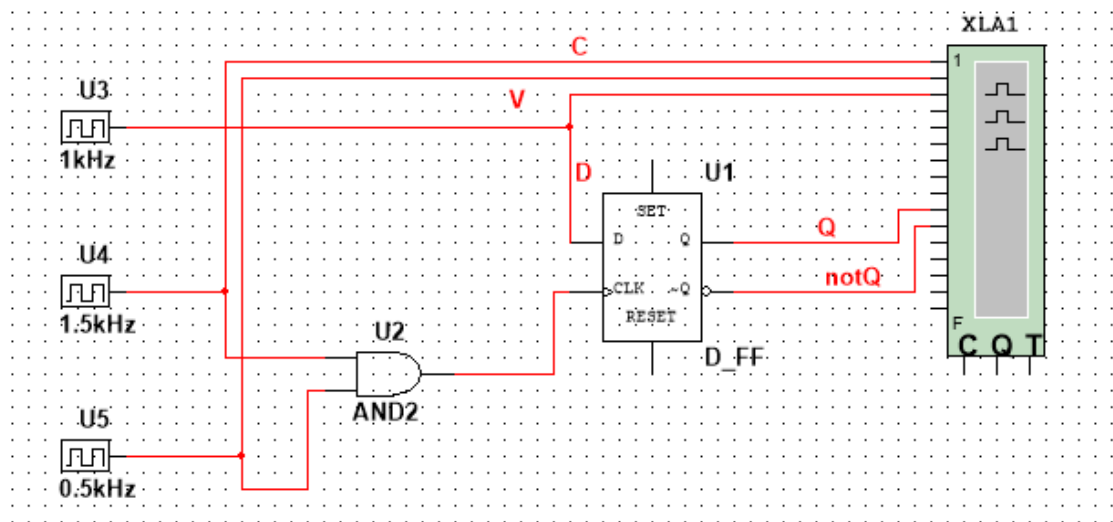 XLA1
C
1
U3
V
1kHz
D
U1
SET
D
Q
Q
U4
notQ
CLK
~Q
1.5kHz
RESET
U2
F
C Q T
D_FF
U5
AND2
0.5kHz